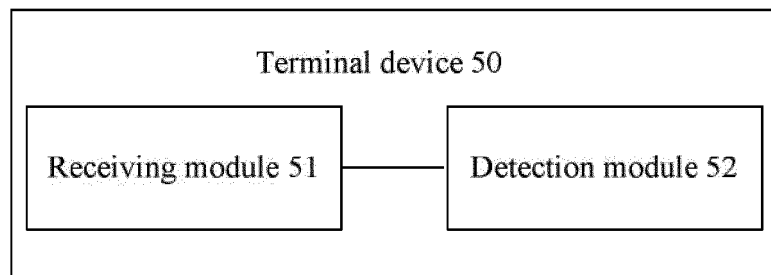 Terminal device 50
Receiving module 51
Detection module 52